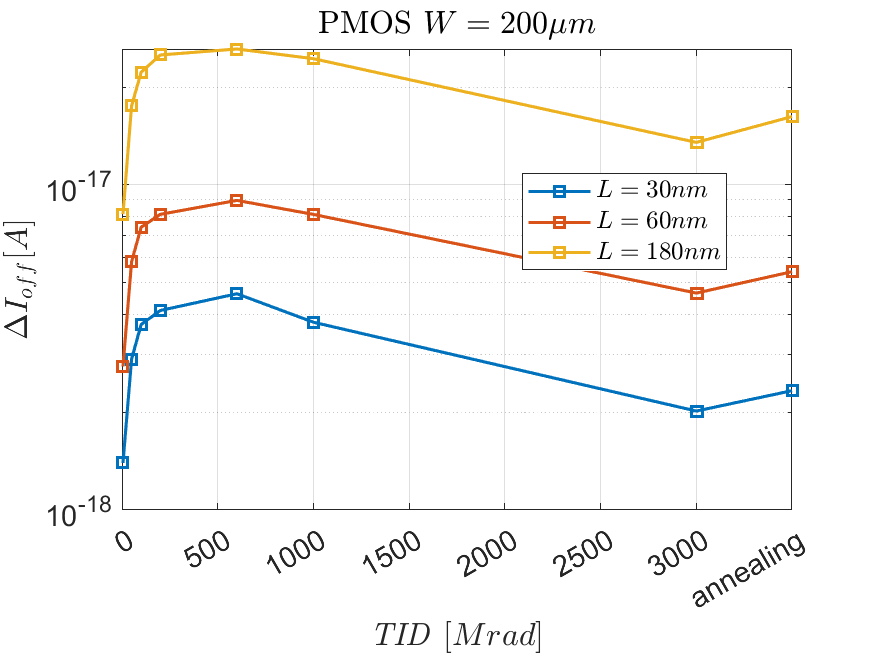 PMOS W = 200μm
10⁻¹⁷
10⁻¹⁸
ΔI_off[A]
L = 30nm
L = 60nm
L = 180nm
0 500 1000 1500 2000 2500 3000 annealing
TID [Mrad]